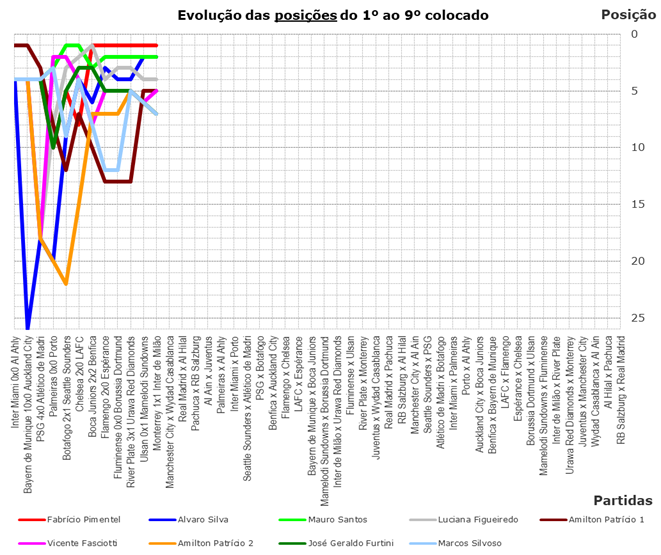 Evolução das posições do 1º ao 9º colocado
Posição
0
5
10
15
20
25
Inter Miami 0x0 Al Ahly
Bayern de Munique 10x0 Auckland City
PSG 4x0 Atlético de Madri
Palmeiras 0x0 Porto
Botafogo 2x1 Seattle Sounders
Chelsea 2x0 LAFC
Boca Juniors 2x2 Benfica
Flamengo 2x0 Espérance
Fluminense 0x0 Borussia Dortmund
River Plate 3x1 Urawa Red Diamonds
Ulsan 0x1 Mamelodi Sundowns
Monterrey 1x1 Inter de Milão
Manchester City x Wydad Casablanca
Real Madrid x Al Hilal
Pachuca x RB Salzburg
Al Ain x Juventus
Palmeiras x Al Ahly
Inter Miami x Porto
Seattle Sounders x Atlético de Madri
PSG x Botafogo
Benfica x Auckland City
Flamengo x Chelsea
LAFC x Espérance
Bayern de Munique x Boca Juniors
Mamelodi Sundowns x Borussia Dortmund
Inter de Milão x Urawa Red Diamonds
Fluminense x Ulsan
River Plate x Monterrey
Juventus x Wydad Casablanca
Real Madrid x Pachuca
RB Salzburg x Al Hilal
Manchester City x Al Ain
Seattle Sounders x PSG
Atlético de Madri x Botafogo
Inter Miami x Palmeiras
Porto x Al Ahly
Auckland City x Boca Juniors
Benfica x Bayern de Munique
LAFC x Flamengo
Espérance x Chelsea
Borussia Dortmund x Ulsan
Mamelodi Sundowns x Fluminense
Inter de Milão x River Plate
Urawa Red Diamonds x Monterrey
Juventus x Manchester City
Wydad Casablanca x Al Ain
Al Hilal x Pachuca
RB Salzburg x Real Madrid
Partidas
Fabrício Pimentel
Alvaro Silva
Mauro Santos
Luciana Figueiredo
Amilton Patrício 1
Vicente Fasciotti
Amilton Patrício 2
José Geraldo Furtini
Marcos Silvoso